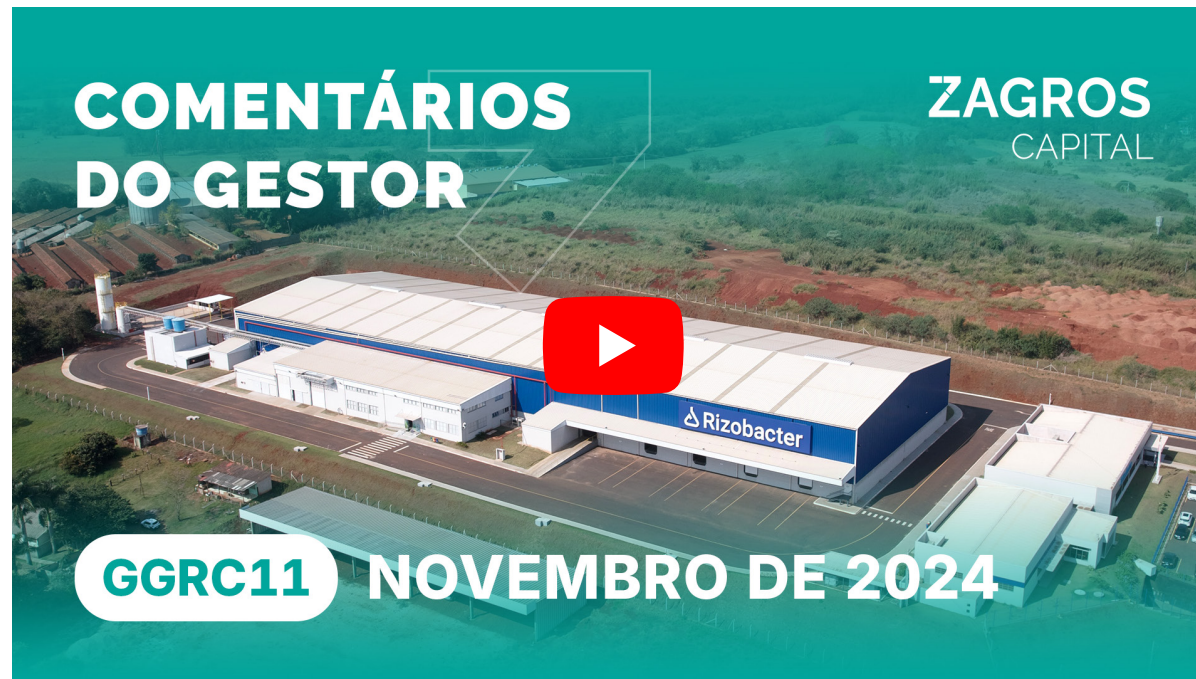 COMENTÁRIOS
DO GESTOR
ZAGROS
CAPITAL
Rizobacter
GGRC11
NOVEMBRO DE 2024